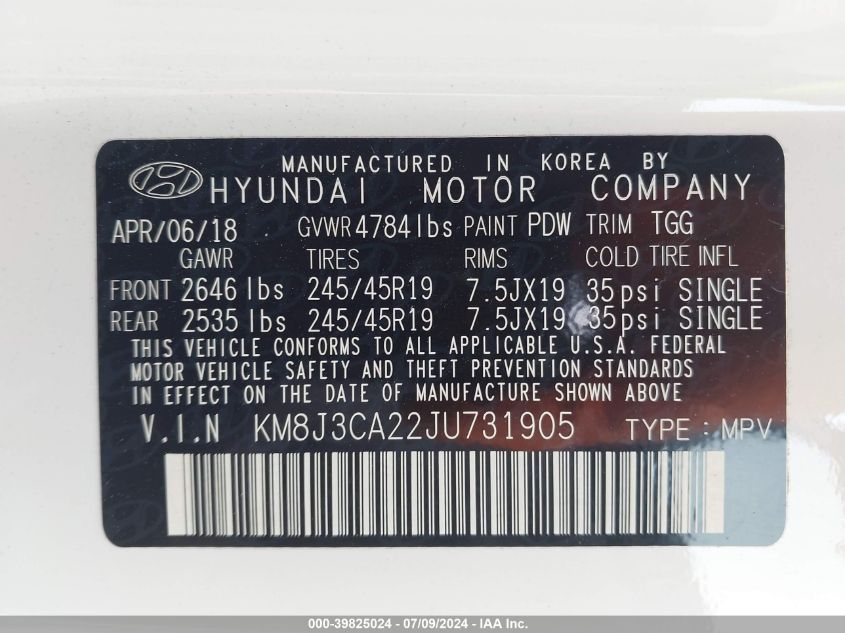 MANUFACTURED IN KOREA BY
HYUNDAI MOTOR COMPANY
APR/06/18 GVWR 4784lbs PAINT PDW TRIM TGG
GAWR TIRES RIMS COLD TIRE INFL
FRONT 2646 lbs 245/45R19 7.5JX19 35psi SINGLE
REAR 2535 lbs 245/45R19 7.5JX19 35psi SINGLE
THIS VEHICLE CONFORMS TO ALL APPLICABLE U.S.A. FEDERAL
MOTOR VEHICLE SAFETY AND THEFT PREVENTION STANDARDS
IN EFFECT ON THE DATE OF MANUFACTURE SHOWN ABOVE
V.I.N KM8J3CA22JU731905 TYPE : MPV
000-39825024 - 07/09/2024 - IAA Inc.